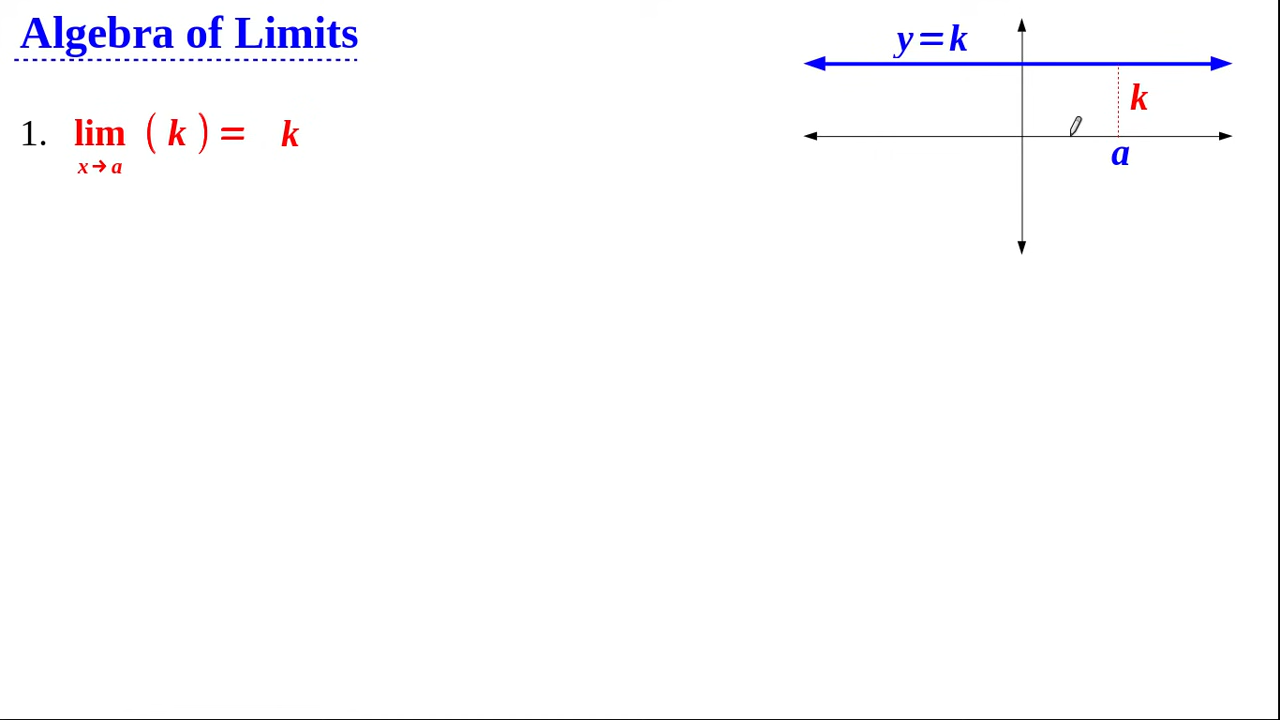 Algebra of Limits
1. lim ( k ) = k
x → a
y = k
k
a